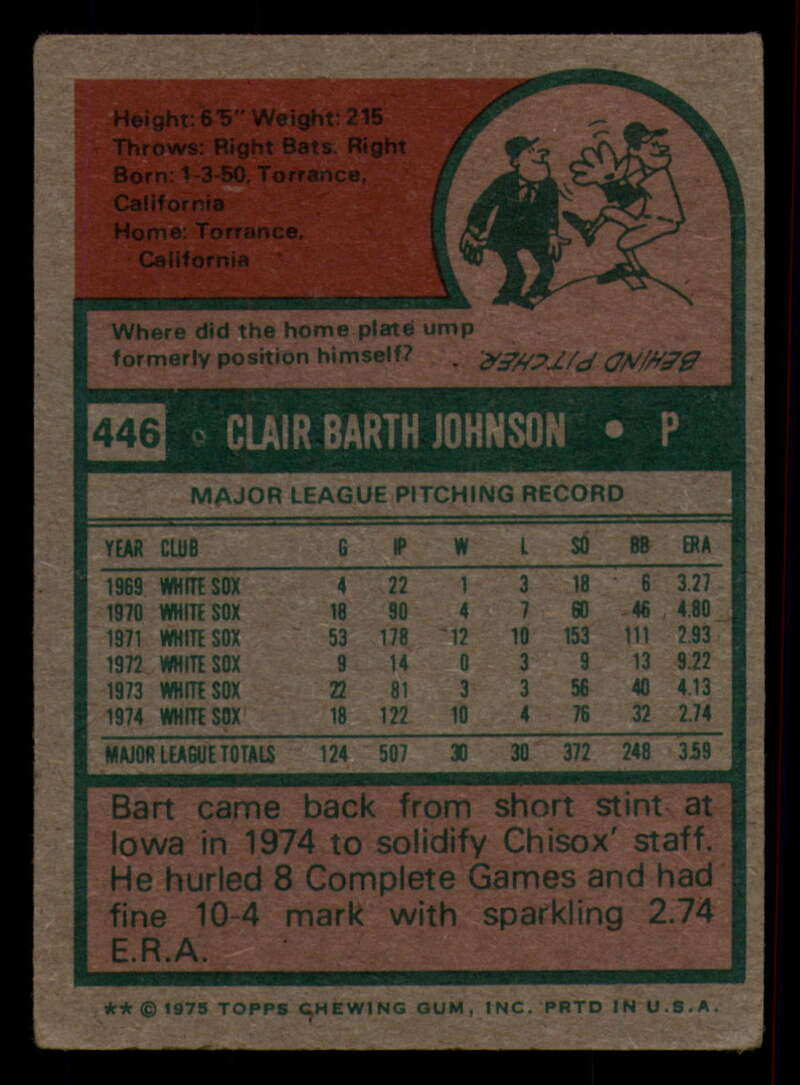 Height: 6'5" Weight: 215
Throws: Right Bats: Right
Born: 1-3-50, Torrance,
California
Home: Torrance,
California
Where did the home plate ump
formerly position himself?
BEHIND PITCHER
446 CLAIR BARTH JOHNSON • P
MAJOR LEAGUE PITCHING RECORD
YEAR CLUB G IP W L SO BB ERA
1969 WHITE SOX 4 22 1 3 18 6 3.27
1970 WHITE SOX 18 90 4 7 60 46 4.80
1971 WHITE SOX 53 178 12 10 153 111 2.93
1972 WHITE SOX 9 14 0 3 9 13 9.22
1973 WHITE SOX 22 81 3 3 56 40 4.13
1974 WHITE SOX 18 122 10 4 76 32 2.74
MAJOR LEAGUE TOTALS 124 507 30 30 372 248 3.59
Bart came back from short stint at
Iowa in 1974 to solidify Chisox' staff.
He hurled 8 Complete Games and had
fine 10-4 mark with sparkling 2.74
E.R.A.
** © 1975 TOPPS CHEWING GUM, INC. PRTD IN U.S.A.